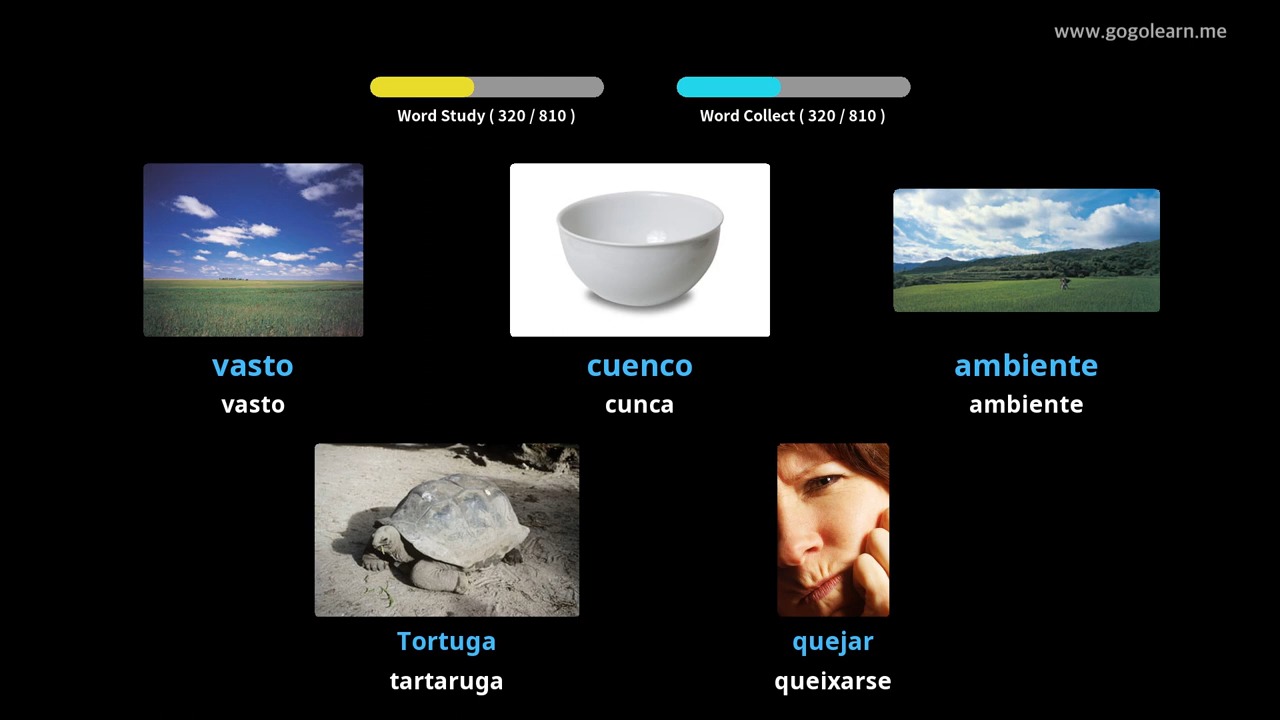 www.gogolearn.me
Word Study ( 320 / 810 )
Word Collect ( 320 / 810 )
vasto
vasto
cuenco
cunca
ambiente
ambiente
Tortuga
tartaruga
quejar
queixarse